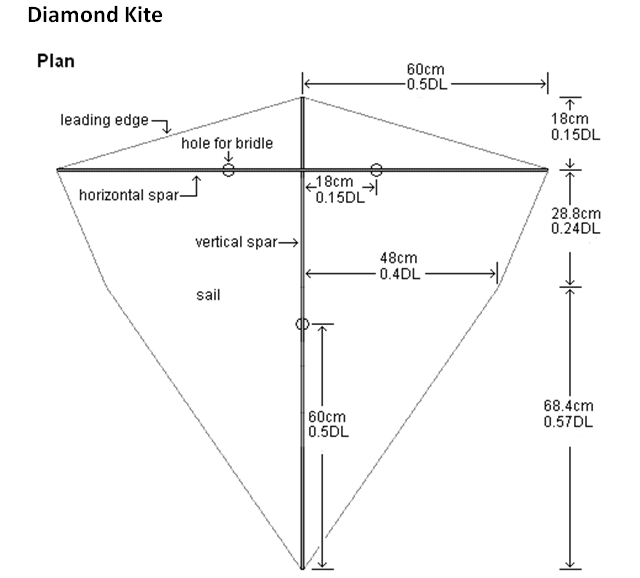 Diamond Kite
Plan
60cm
0.5DL
leading edge
18cm
0.15DL
hole for bridle
horizontal spar
18cm
0.15DL
28.8cm
0.24DL
vertical spar
48cm
0.4DL
sail
68.4cm
0.57DL
60cm
0.5DL